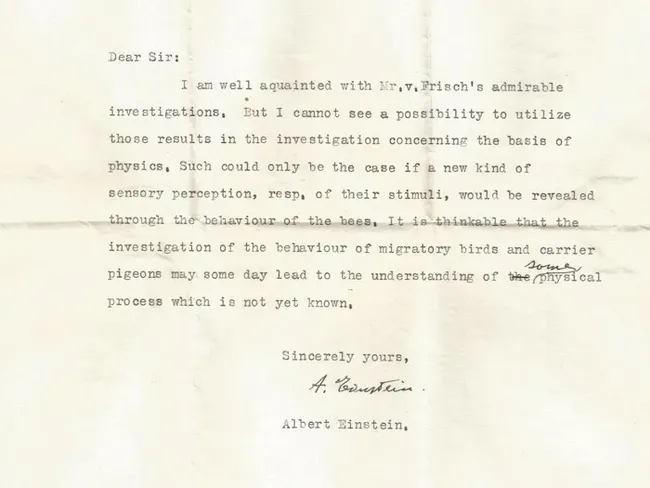 Dear Sir:
I am well aquainted with Mr.v.Frisch's admirable
investigations. But I cannot see a possibility to utilize
those results in the investigation concerning the basis of
physics. Such could only be the case if a new kind of
sensory perception, resp. of their stimuli, would be revealed
through the behaviour of the bees. It is thinkable that the
investigation of the behaviour of migratory birds and carrier
some
pigeons may some day lead to the understanding of the physical
process which is not yet known.
Sincerely yours,
A. Einstein.
Albert Einstein.